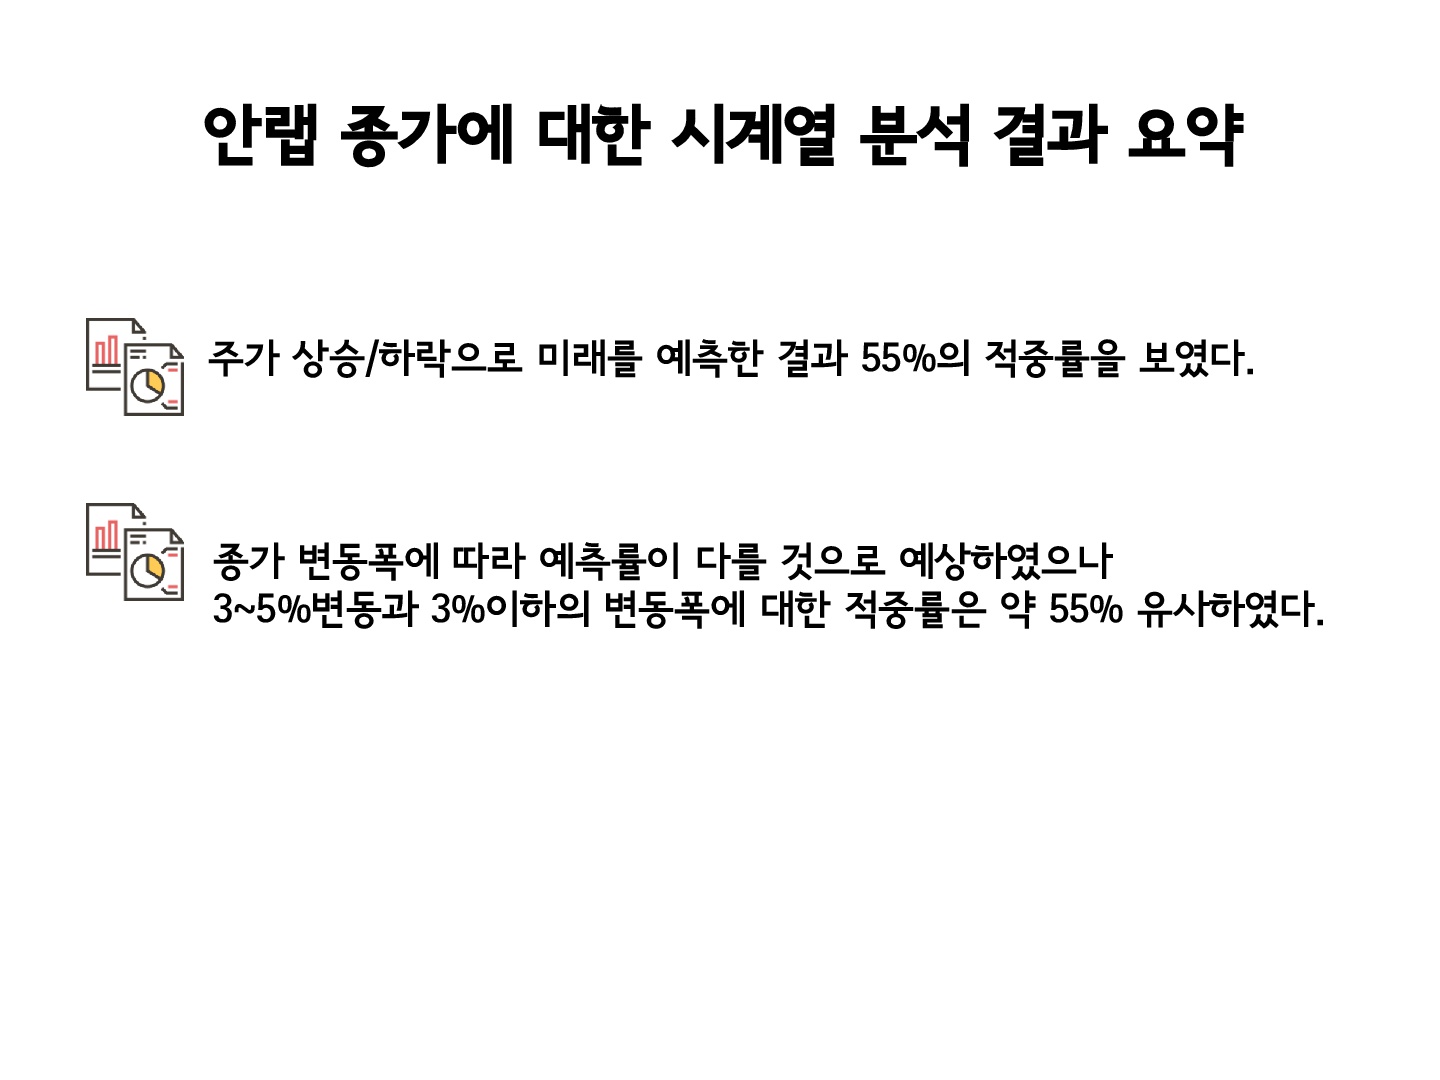 안랩 종가에 대한 시계열 분석 결과 요약
주가 상승/하락으로 미래를 예측한 결과 55%의 적중률을 보였다.
종가 변동폭에 따라 예측률이 다를 것으로 예상하였으나
3~5%변동과 3%이하의 변동폭에 대한 적중률은 약 55% 유사하였다.